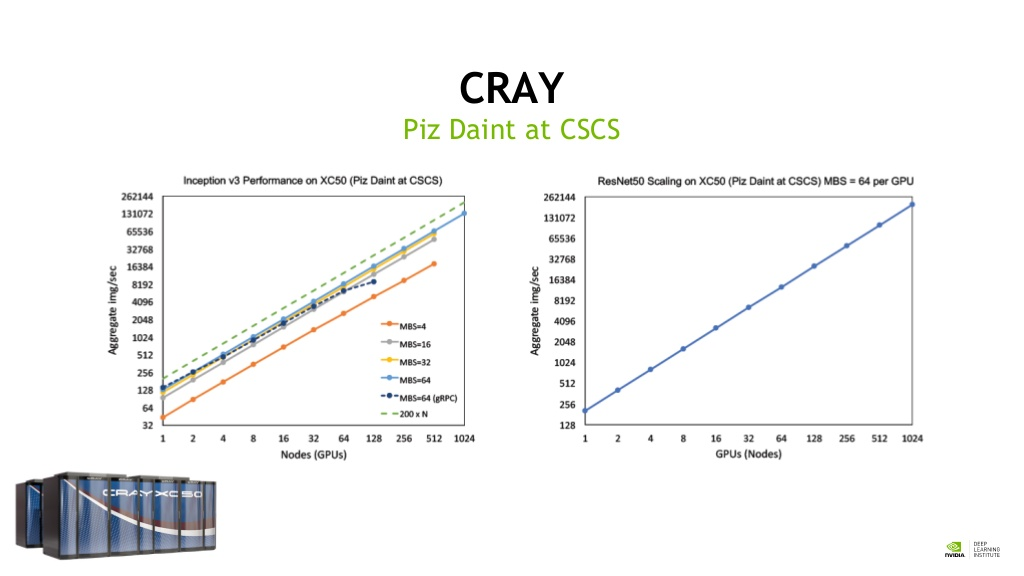 CRAY
Piz Daint at CSCS
Inception v3 Performance on XC50 (Piz Daint at CSCS)
262144
131072
65536
32768
16384
8192
4096
2048
1024
512
256
128
64
32
Aggregate img/sec
MBS=4
MBS=16
MBS=32
MBS=64
MBS=64 (gRPC)
200 x N
1 2 4 8 16 32 64 128 256 512 1024
Nodes (GPUs)
ResNet50 Scaling on XC50 (Piz Daint at CSCS) MBS = 64 per GPU
262144
131072
65536
32768
16384
8192
4096
2048
1024
512
256
128
Aggregate img/sec
1 2 4 8 16 32 64 128 256 512 1024
GPUs (Nodes)
CRAY XC50
NVIDIA
DEEP
LEARNING
INSTITUTE